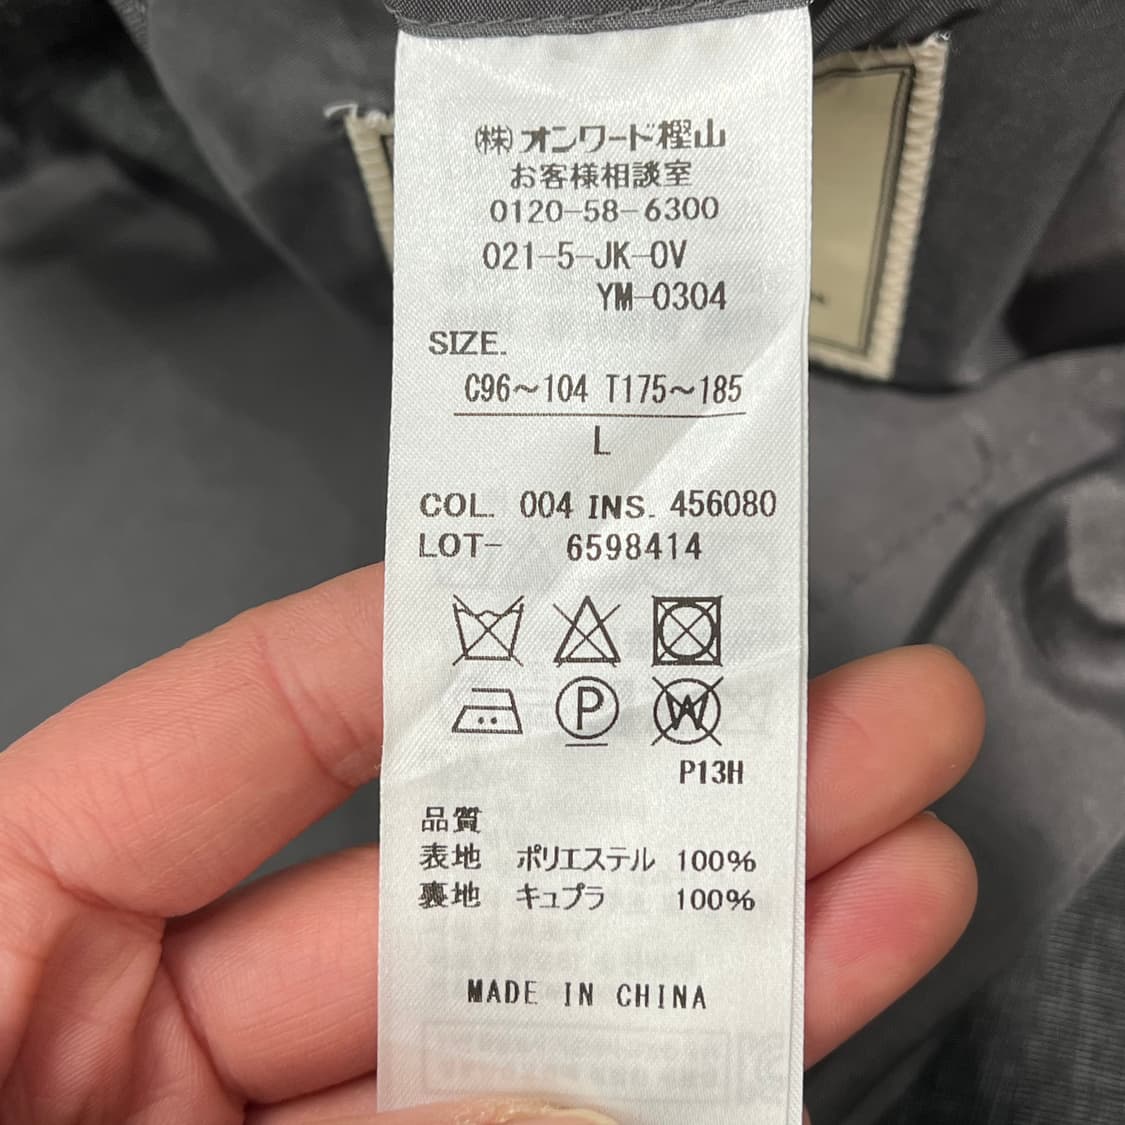 (株)オンワード樫山
お客様相談室
0120-58-6300
021-5-JK-OV
YM-0304
SIZE.
C96~104 T175~185
L
COL. 004 INS. 456080
LOT- 6598414
P
W
P13H
品質
表地 ポリエステル 100%
裏地 キュプラ 100%
MADE IN CHINA